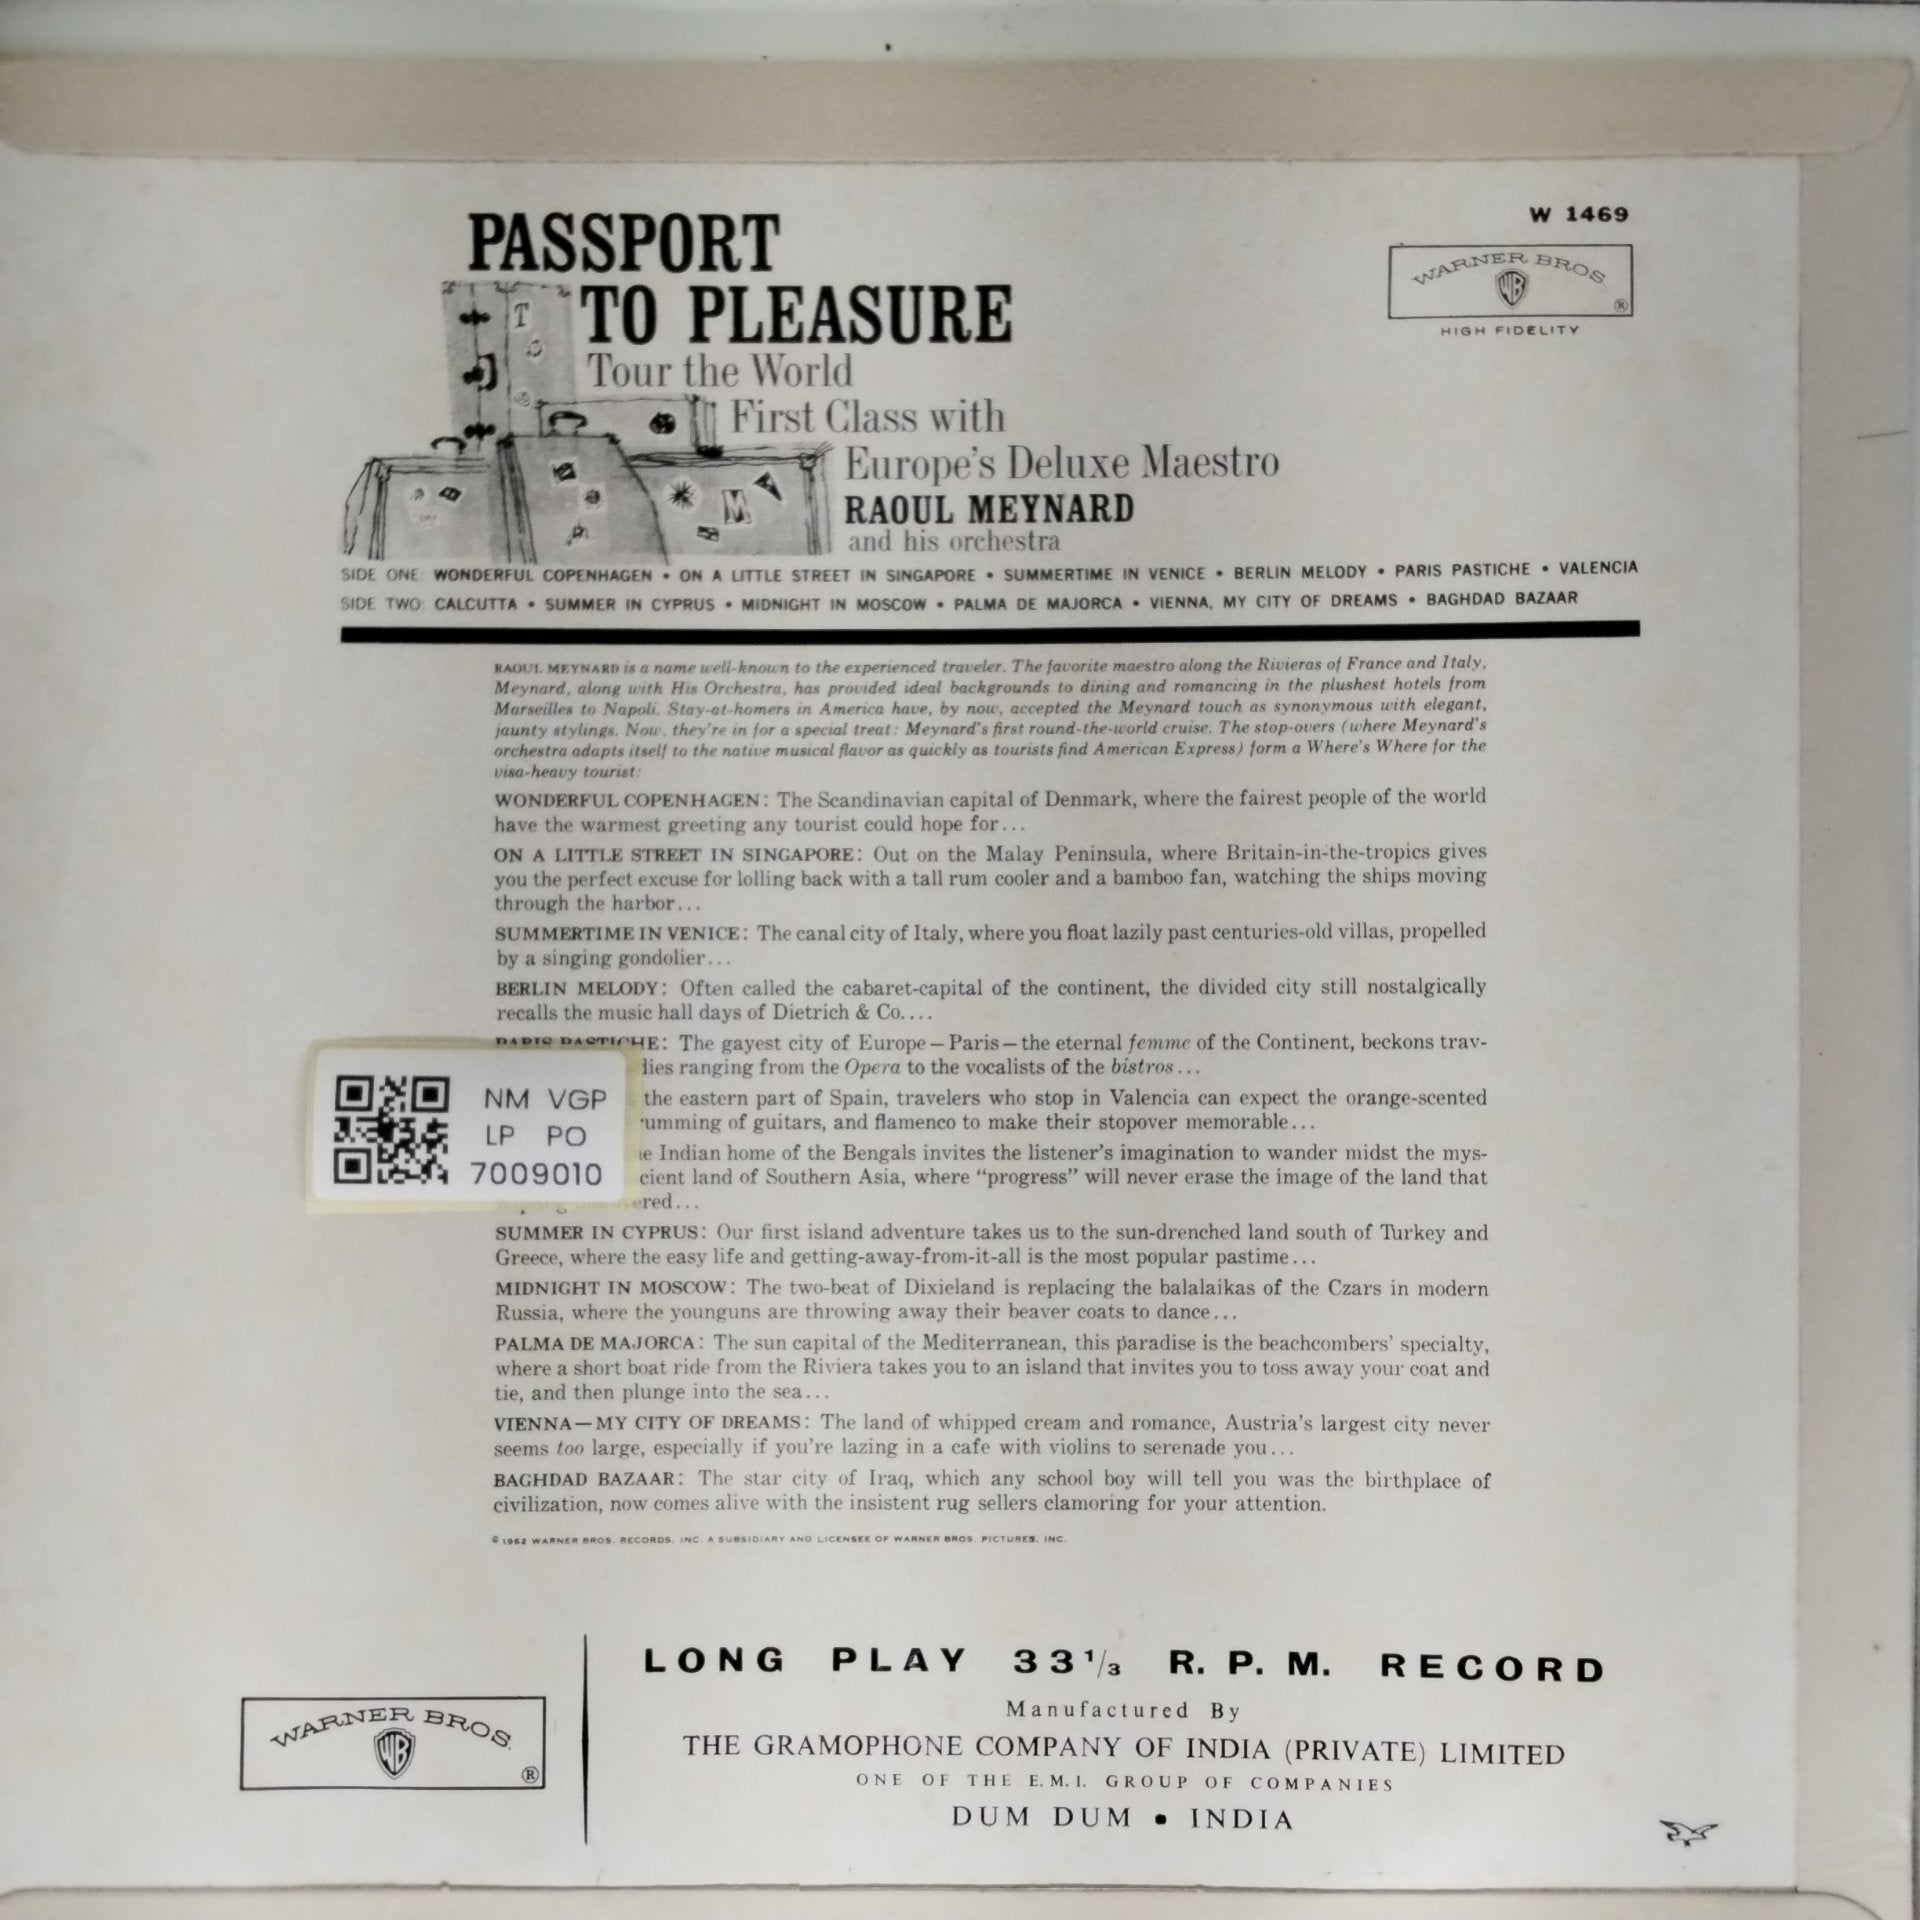 W 1469
WARNER BROS
WB
®
HIGH FIDELITY
PASSPORT
TO PLEASURE
Tour the World
First Class with
Europe's Deluxe Maestro
RAOUL MEYNARD
and his orchestra
SIDE ONE: WONDERFUL COPENHAGEN • ON A LITTLE STREET IN SINGAPORE • SUMMERTIME IN VENICE • BERLIN MELODY • PARIS PASTICHE • VALENCIA
SIDE TWO: CALCUTTA • SUMMER IN CYPRUS • MIDNIGHT IN MOSCOW • PALMA DE MAJORCA • VIENNA, MY CITY OF DREAMS • BAGHDAD BAZAAR
RAOUL MEYNARD is a name well-known to the experienced traveler. The favorite maestro along the Rivieras of France and Italy,
Meynard, along with His Orchestra, has provided ideal backgrounds to dining and romancing in the plushest hotels from
Marseilles to Napoli. Stay-at-homers in America have, by now, accepted the Meynard touch as synonymous with elegant,
jaunty stylings. Now, they're in for a special treat: Meynard's first round-the-world cruise. The stop-overs (where Meynard's
orchestra adapts itself to the native musical flavor as quickly as tourists find American Express) form a Where's Where for the
visa-heavy tourist:
WONDERFUL COPENHAGEN: The Scandinavian capital of Denmark, where the fairest people of the world
have the warmest greeting any tourist could hope for...
ON A LITTLE STREET IN SINGAPORE: Out on the Malay Peninsula, where Britain-in-the-tropics gives
you the perfect excuse for lolling back with a tall rum cooler and a bamboo fan, watching the ships moving
through the harbor...
SUMMERTIME IN VENICE: The canal city of Italy, where you float lazily past centuries-old villas, propelled
by a singing gondolier...
BERLIN MELODY: Often called the cabaret-capital of the continent, the divided city still nostalgically
recalls the music hall days of Dietrich & Co....
PARIS PASTICHE: The gayest city of Europe—Paris—the eternal femme of the Continent, beckons trav-
lies ranging from the Opera to the vocalists of the bistros...
the eastern part of Spain, travelers who stop in Valencia can expect the orange-scented
umming of guitars, and flamenco to make their stopover memorable...
Indian home of the Bengals invites the listener's imagination to wander midst the mys-
cient land of Southern Asia, where "progress" will never erase the image of the land that
red...
SUMMER IN CYPRUS: Our first island adventure takes us to the sun-drenched land south of Turkey and
Greece, where the easy life and getting-away-from-it-all is the most popular pastime...
MIDNIGHT IN MOSCOW: The two-beat of Dixieland is replacing the balalaikas of the Czars in modern
Russia, where the younguns are throwing away their beaver coats to dance...
PALMA DE MAJORCA: The sun capital of the Mediterranean, this paradise is the beachcombers' specialty,
where a short boat ride from the Riviera takes you to an island that invites you to toss away your coat and
tie, and then plunge into the sea...
VIENNA—MY CITY OF DREAMS: The land of whipped cream and romance, Austria's largest city never
seems too large, especially if you're lazing in a cafe with violins to serenade you...
BAGHDAD BAZAAR: The star city of Iraq, which any school boy will tell you was the birthplace of
civilization, now comes alive with the insistent rug sellers clamoring for your attention.
© 1962 WARNER BROS. RECORDS, INC. A SUBSIDIARY AND LICENSEE OF WARNER BROS. PICTURES, INC.
NM VGP
LP PO
7009010
LONG PLAY 33 1/3 R. P. M. RECORD
Manufactured By
THE GRAMOPHONE COMPANY OF INDIA (PRIVATE) LIMITED
ONE OF THE E.M.I. GROUP OF COMPANIES
DUM DUM • INDIA
WARNER BROS.
WB
®